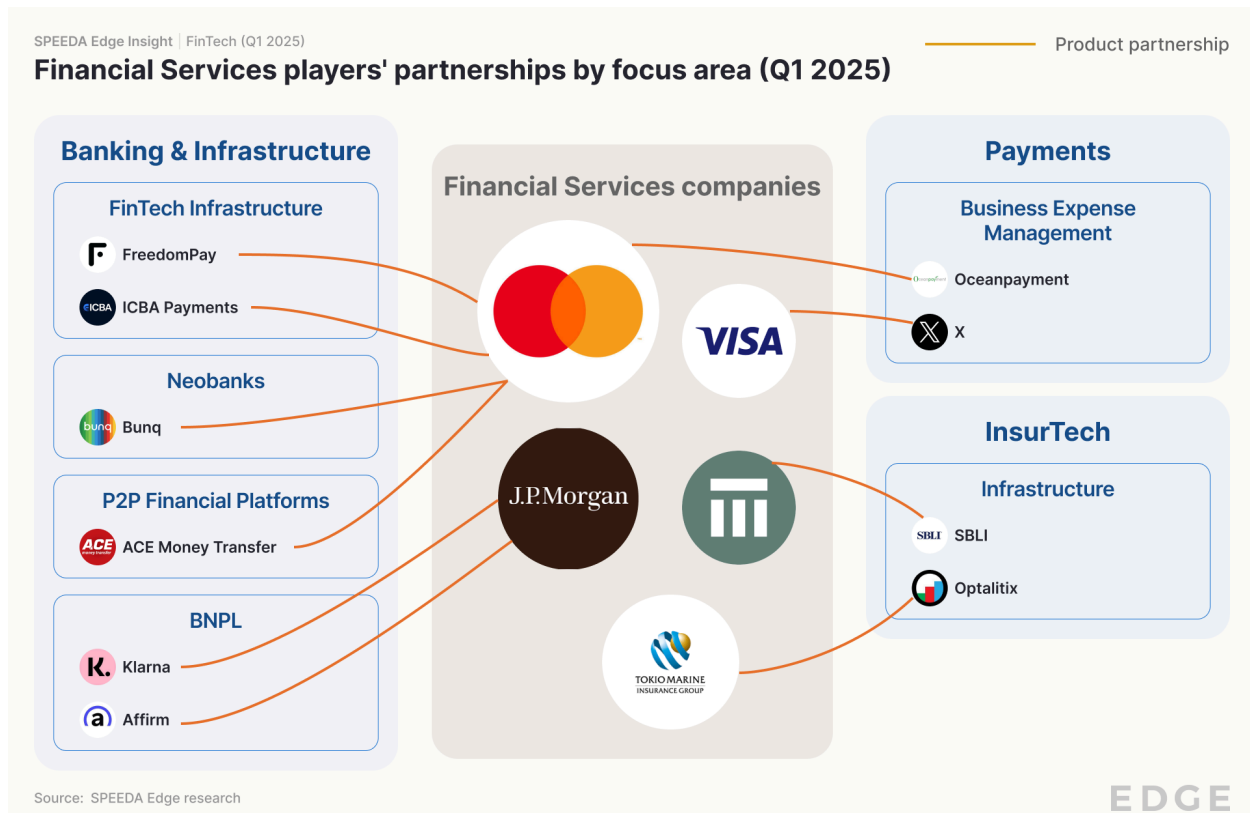 SPEEDA Edge Insight | FinTech (Q1 2025)
Financial Services players' partnerships by focus area (Q1 2025)
Product partnership
Banking & Infrastructure
FinTech Infrastructure
FreedomPay
ICBA
ICBA Payments
Neobanks
bunq
Bunq
P2P Financial Platforms
ACE
money transfer
ACE Money Transfer
BNPL
K.
Klarna
a
Affirm
Financial Services companies
VISA
J.P.Morgan
TOKIO MARINE
INSURANCE GROUP
Payments
Business Expense
Management
Oceanpayment
Oceanpayment
X
X
InsurTech
Infrastructure
SBLI
SBLI
Optalitix
Source: SPEEDA Edge research
EDGE